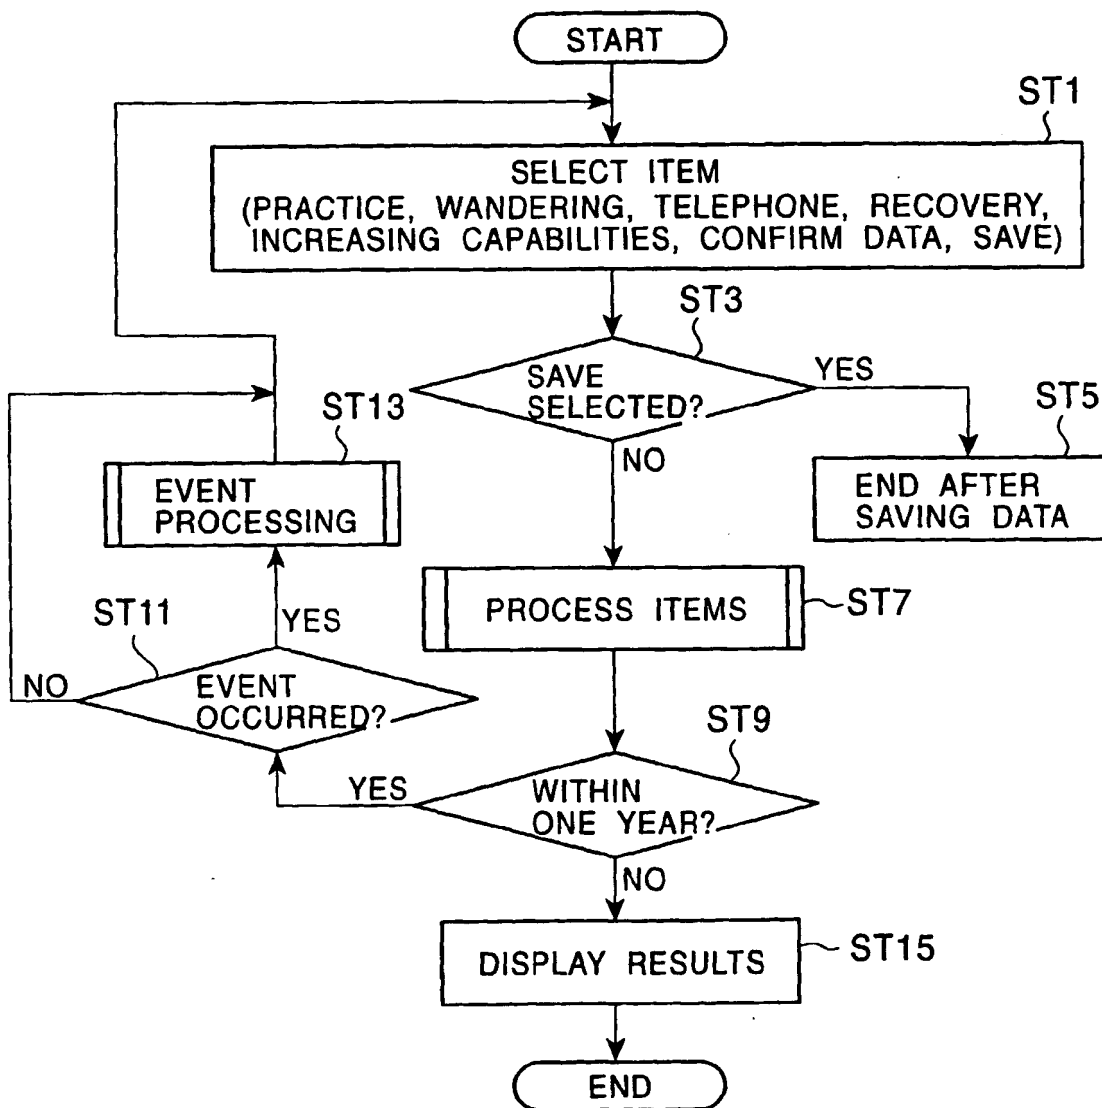 START
ST1
SELECT ITEM
(PRACTICE, WANDERING, TELEPHONE, RECOVERY,
INCREASING CAPABILITIES, CONFIRM DATA, SAVE)
ST3
SAVE
SELECTED?
YES
NO
ST5
END AFTER
SAVING DATA
ST13
EVENT
PROCESSING
PROCESS ITEMS
ST7
ST11
YES
NO
EVENT
OCCURRED?
ST9
YES
WITHIN
ONE YEAR?
NO
DISPLAY RESULTS
ST15
END